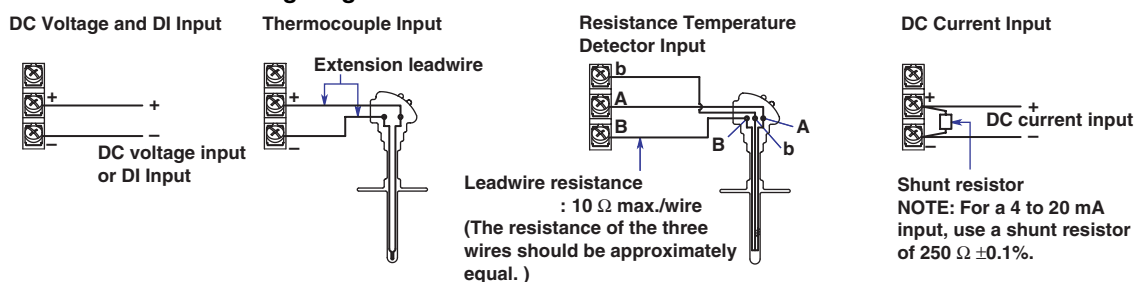 DC Voltage and DI Input
+
−
+
−
DC voltage input
or DI Input
Thermocouple Input
Extension leadwire
+
−
Resistance Temperature
Detector Input
b
A
B
A
B
b
Leadwire resistance
: 10 Ω max./wire
(The resistance of the three
wires should be approximately
equal. )
DC Current Input
+
−
+
DC current input
−
Shunt resistor
NOTE: For a 4 to 20 mA
input, use a shunt resistor
of 250 Ω ±0.1%.